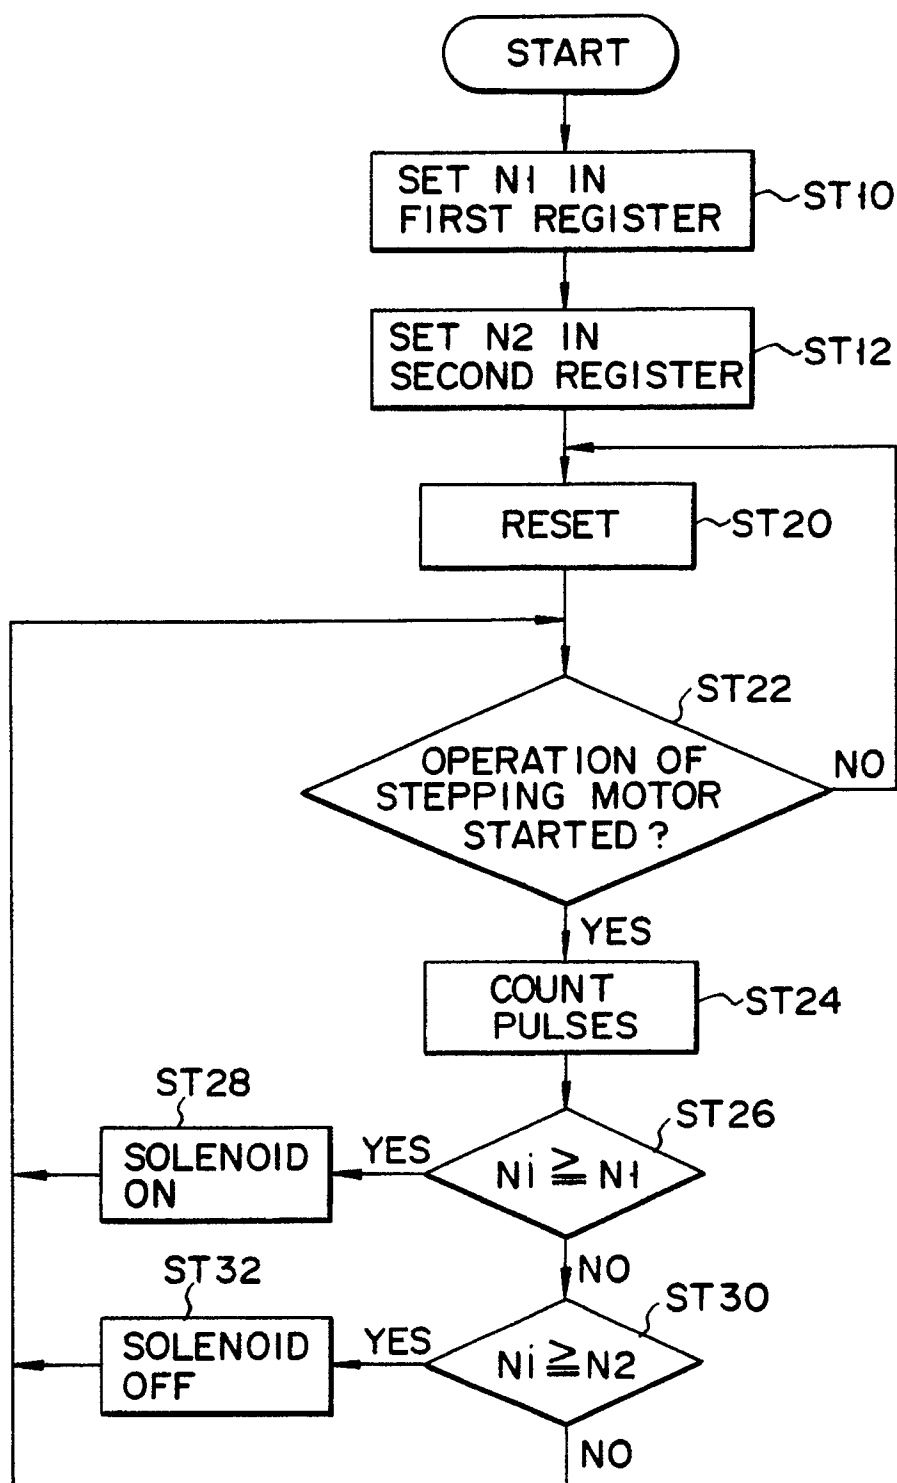 START
SET N1 IN
FIRST REGISTER
ST10
SET N2 IN
SECOND REGISTER
ST12
RESET
ST20
ST22
OPERATION OF
STEPPING MOTOR
STARTED?
NO
YES
COUNT
PULSES
ST24
ST28
ST26
SOLENOID
ON
YES
Ni ≧ N1
NO
ST32
ST30
SOLENOID
OFF
YES
Ni ≧ N2
NO